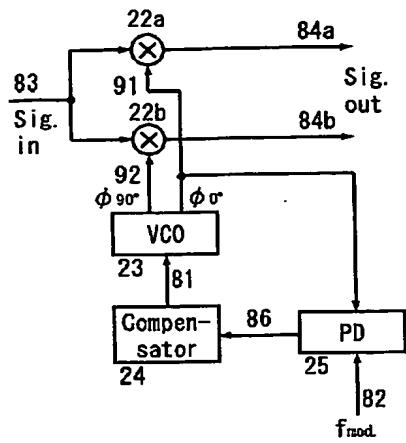 22a
84a
83
91
Sig.
in
22b
Sig.
out
84b
92
ϕ90°
ϕ0°
VCO
23
81
Compen-
sator
24
86
PD
25
82
fmod.